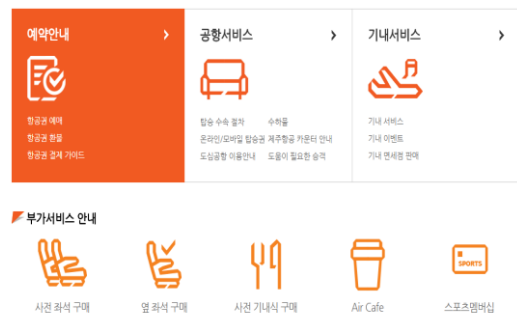 예약안내
항공권 예매
항공권 환불
항공권 결제 가이드
공항서비스
탑승 수속 절차 수하물
온라인/모바일 탑승권 제주항공 카운터 안내
도심공항 이용안내 도움이 필요한 승객
기내서비스
기내 서비스
기내 이벤트
기내 면세점 판매
부가서비스 안내
사전 좌석 구매
옆 좌석 구매
사전 기내식 구매
Air Cafe
SPORTS
스포츠멤버십